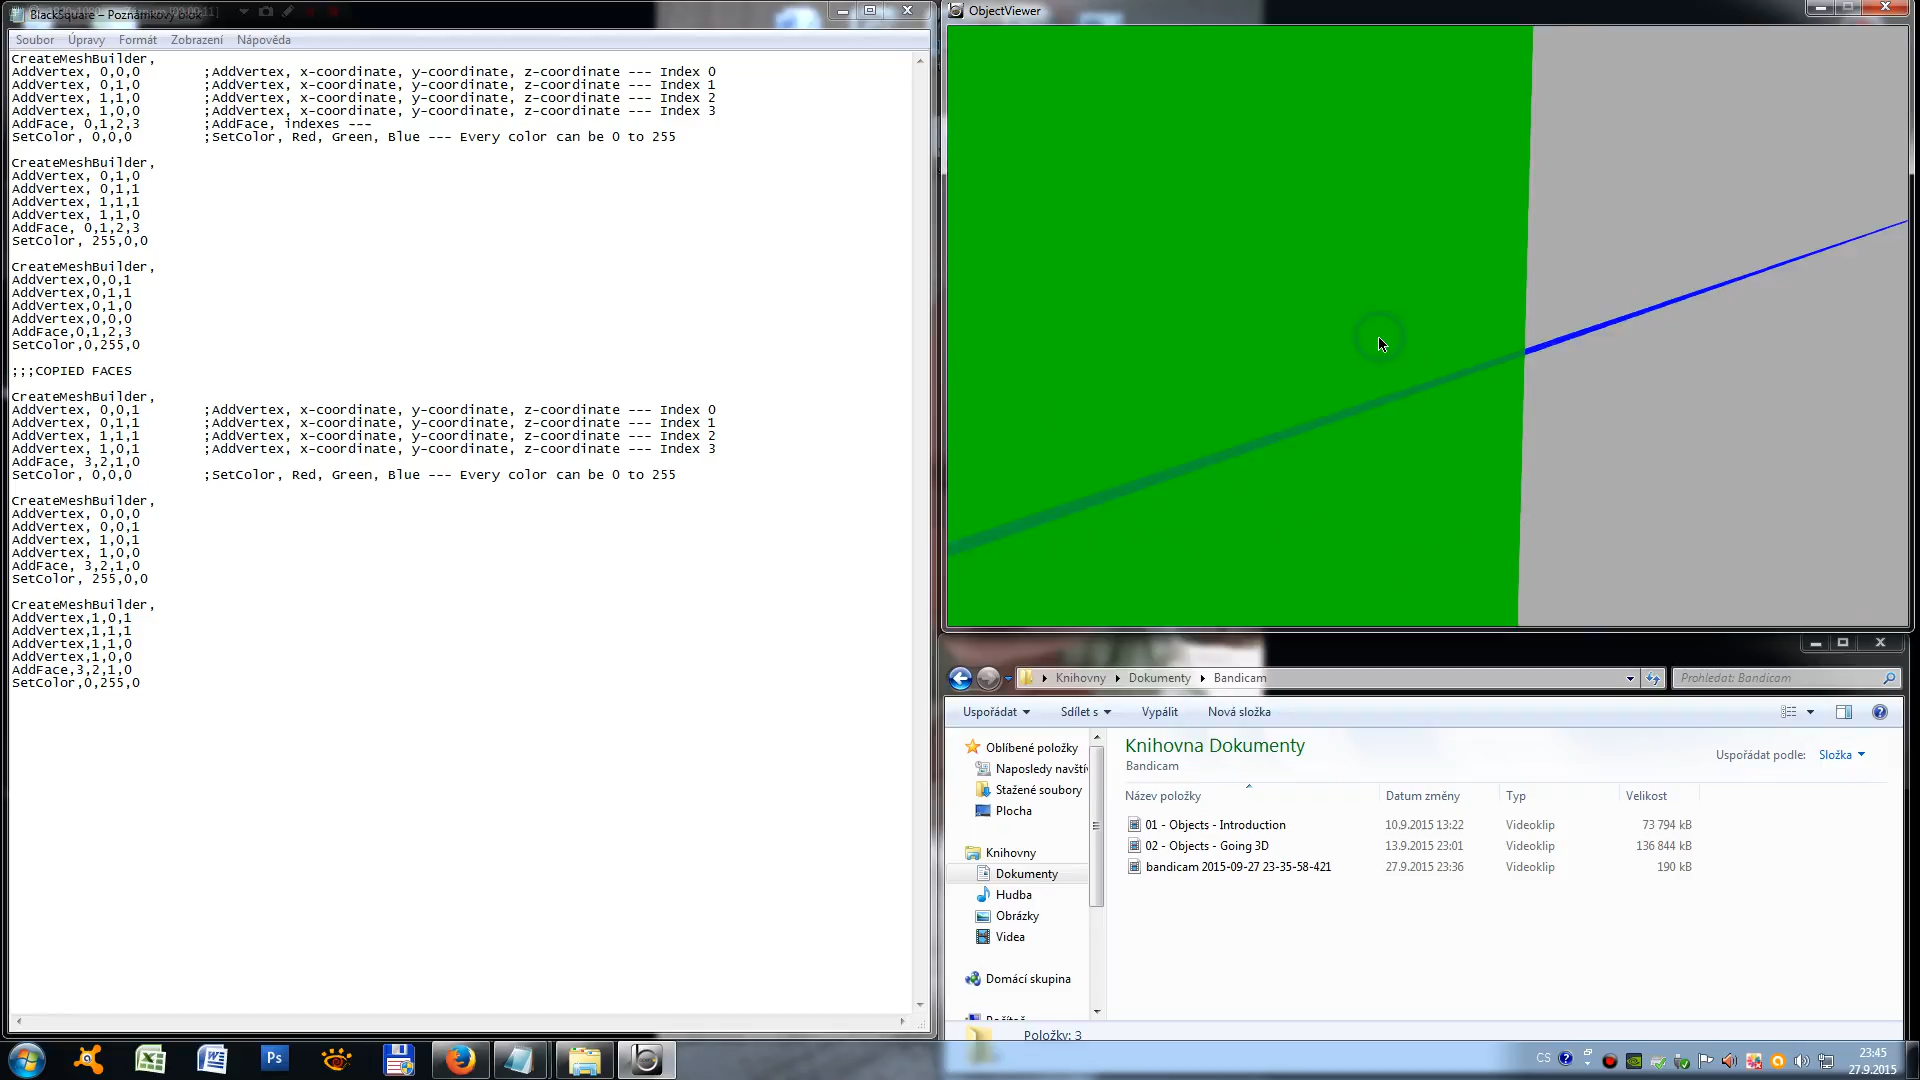 BlackSquare – Poznámkový blok
Soubor Úpravy Formát Zobrazení Nápověda
CreateMeshBuilder,
AddVertex, 0,0,0 ;AddVertex, x-coordinate, y-coordinate, z-coordinate --- Index 0
AddVertex, 0,1,0 ;AddVertex, x-coordinate, y-coordinate, z-coordinate --- Index 1
AddVertex, 1,1,0 ;AddVertex, x-coordinate, y-coordinate, z-coordinate --- Index 2
AddVertex, 1,0,0 ;AddVertex, x-coordinate, y-coordinate, z-coordinate --- Index 3
AddFace, 0,1,2,3 ;AddFace, indexes ---
SetColor, 0,0,0 ;SetColor, Red, Green, Blue --- Every color can be 0 to 255
CreateMeshBuilder,
AddVertex, 0,1,0
AddVertex, 0,1,1
AddVertex, 1,1,1
AddVertex, 1,1,0
AddFace, 0,1,2,3
SetColor, 255,0,0
CreateMeshBuilder,
AddVertex,0,0,1
AddVertex,0,1,1
AddVertex,0,1,0
AddVertex,0,0,0
AddFace,0,1,2,3
SetColor,0,255,0
;;;COPIED FACES
CreateMeshBuilder,
AddVertex, 0,0,1 ;AddVertex, x-coordinate, y-coordinate, z-coordinate --- Index 0
AddVertex, 0,1,1 ;AddVertex, x-coordinate, y-coordinate, z-coordinate --- Index 1
AddVertex, 1,1,1 ;AddVertex, x-coordinate, y-coordinate, z-coordinate --- Index 2
AddVertex, 1,0,1 ;AddVertex, x-coordinate, y-coordinate, z-coordinate --- Index 3
AddFace, 3,2,1,0
SetColor, 0,0,0 ;SetColor, Red, Green, Blue --- Every color can be 0 to 255
CreateMeshBuilder,
AddVertex, 0,0,0
AddVertex, 0,0,1
AddVertex, 1,0,1
AddVertex, 1,0,0
AddFace, 3,2,1,0
SetColor, 255,0,0
CreateMeshBuilder,
AddVertex,1,0,1
AddVertex,1,1,1
AddVertex,1,1,0
AddVertex,1,0,0
AddFace,3,2,1,0
SetColor,0,255,0
ObjectViewer
Knihovny Dokumenty Bandicam
Prohledat: Bandicam
Uspořádat Sdílet s Vypálit Nová složka
Oblíbené položky
Naposledy navští
Stažené soubory
Plocha
Knihovny
Dokumenty
Hudba
Obrázky
Videa
Domácí skupina
Knihovna Dokumenty
Bandicam
Uspořádat podle: Složka
Název položky Datum změny Typ Velikost
01 - Objects - Introduction 10.9.2015 13:22 Videoklip 73 794 kB
02 - Objects - Going 3D 13.9.2015 23:01 Videoklip 136 844 kB
bandicam 2015-09-27 23-35-58-421 27.9.2015 23:36 Videoklip 190 kB
Položky: 3
Ps
CS
23:45
27.9.2015